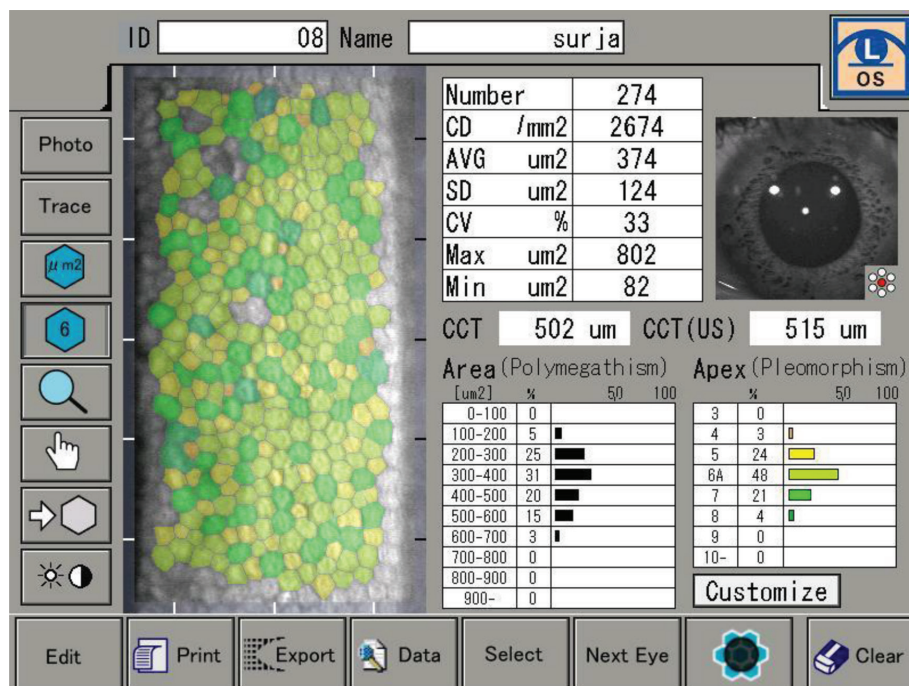 ID 08 Name surja
L
OS
Photo
Trace
μm2
6
Number 274
CD /mm2 2674
AVG um2 374
SD um2 124
CV % 33
Max um2 802
Min um2 82
CCT 502 um CCT(US) 515 um
Area(Polymegathism)
[um2] % 50 100
0-100 0
100-200 5
200-300 25
300-400 31
400-500 20
500-600 15
600-700 3
700-800 0
800-900 0
900- 0
Apex(Pleomorphism)
% 50 100
3 0
4 3
5 24
6A 48
7 21
8 4
9 0
10- 0
Customize
Edit Print Export Data Select Next Eye Clear